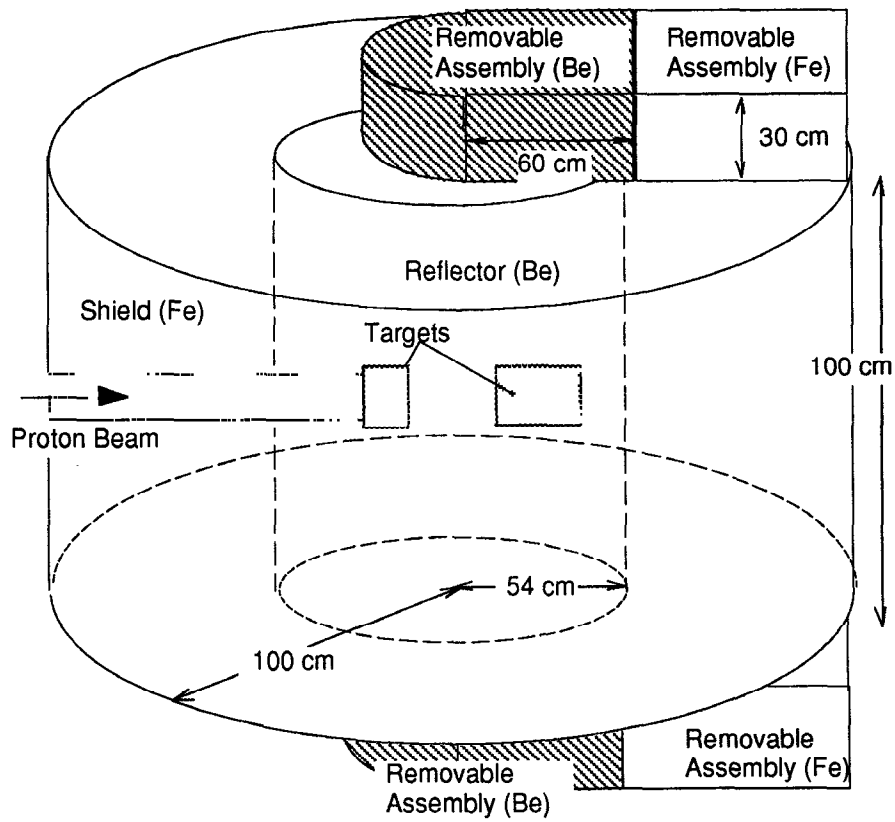 Removable
Assembly (Be)
Removable
Assembly (Fe)
30 cm
60 cm
Reflector (Be)
Shield (Fe)
Targets
100 cm
Proton Beam
54 cm
100 cm
Removable
Assembly (Fe)
Removable
Assembly (Be)